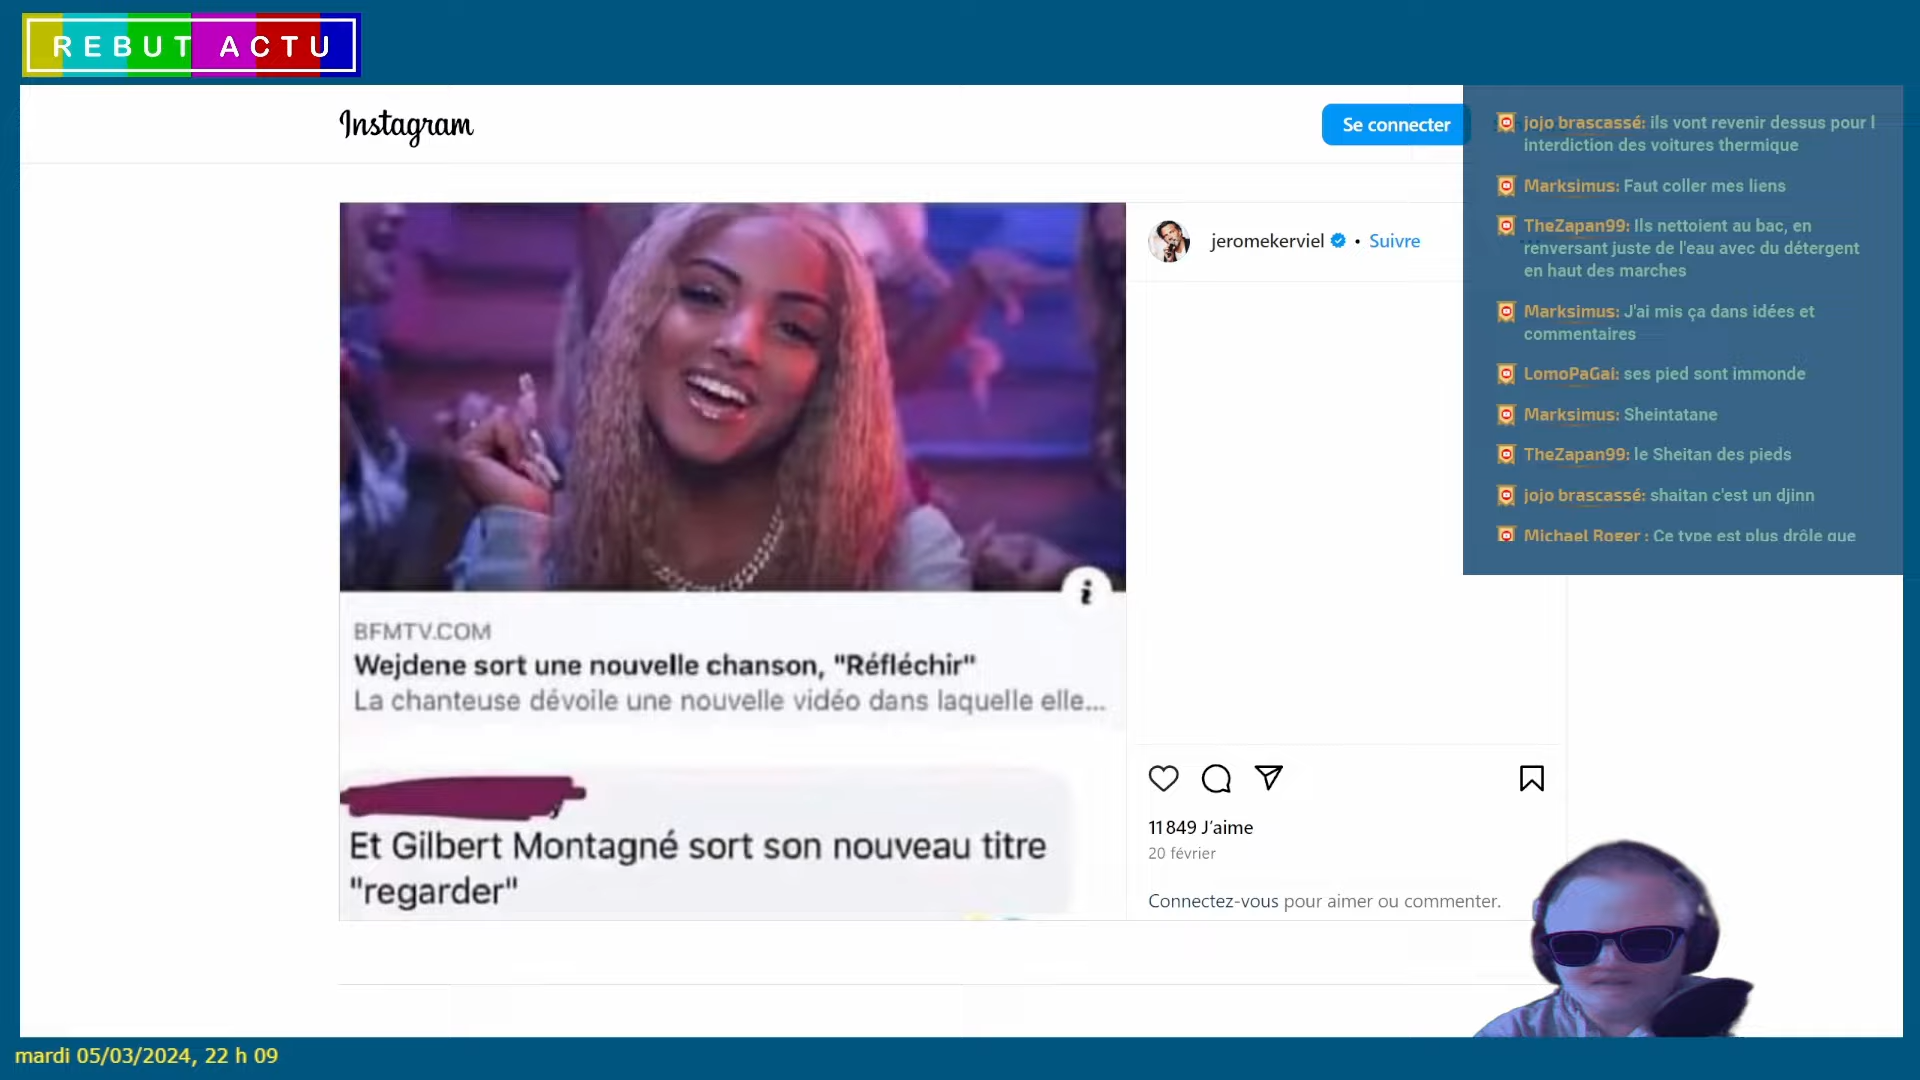 REBUT ACTU
Instagram
Se connecter
jeromekerviel • Suivre
BFMTV.COM
Wejdene sort une nouvelle chanson, "Réfléchir"
La chanteuse dévoile une nouvelle vidéo dans laquelle elle...
Et Gilbert Montagné sort son nouveau titre
"regarder"
11 849 J'aime
20 février
Connectez-vous pour aimer ou commenter.
jojo brascassé: ils vont revenir dessus pour l
interdiction des voitures thermique
Marksimus: Faut coller mes liens
TheZapan99: Ils nettoient au bac, en
renversant juste de l'eau avec du détergent
en haut des marches
Marksimus: J'ai mis ça dans idées et
commentaires
LomoPaGai: ses pied sont immonde
Marksimus: Sheintatane
TheZapan99: le Sheitan des pieds
jojo brascassé: shaitan c'est un djinn
Michael Roger : Ce type est plus drôle que
mardi 05/03/2024, 22 h 09